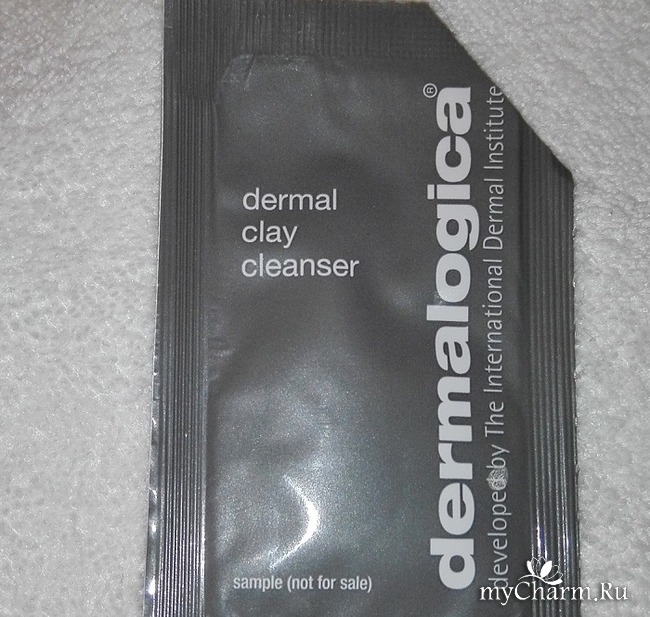 dermal
clay
cleanser
dermalogica®
developed by The International Dermal Institute
sample (not for sale)
myCharm.Ru